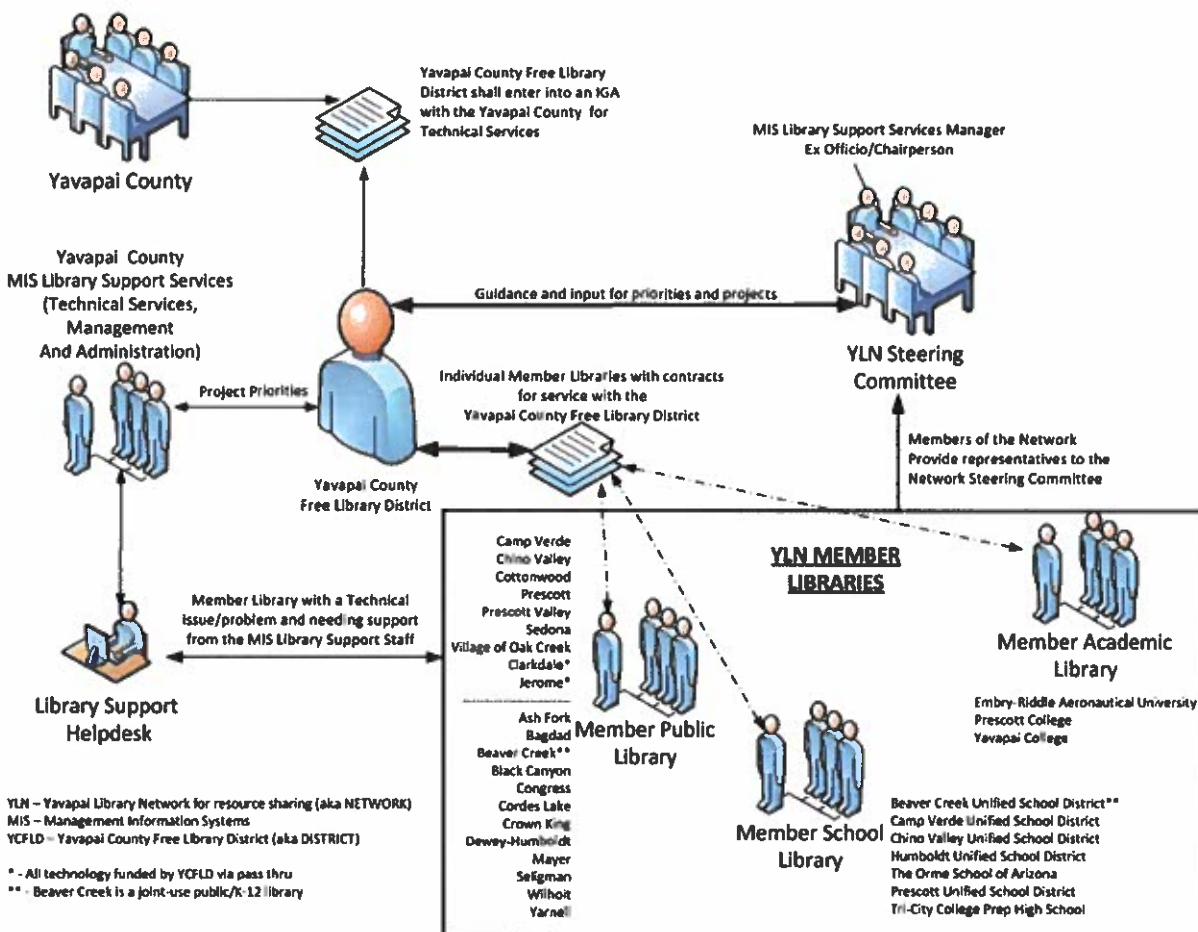 Yavapai County Free Library
District shall enter into an IGA
with the Yavapai County for
Technical Services
Yavapai County
MIS Library Support Services Manager
Ex Officio/Chairperson
Yavapai County
MIS Library Support Services
(Technical Services,
Management
And Administration)
Guidance and input for priorities and projects
YLN Steering
Committee
Project Priorities
Individual Member Libraries with contracts
for service with the
Yavapai County Free Library District
Members of the Network
Provide representatives to the
Network Steering Committee
Yavapai County
Free Library District
YLN MEMBER
LIBRARIES
Camp Verde
Chino Valley
Cottonwood
Prescott
Prescott Valley
Sedona
Village of Oak Creek
Clarkdale*
Jerome*
Ash Fork
Bagdad
Beaver Creek**
Black Canyon
Congress
Cordes Lake
Crown King
Dewey-Humboldt
Mayer
Seligman
Wilhoit
Yarnell
Member Library with a Technical
issue/problem and needing support
from the MIS Library Support Staff
Library Support
Helpdesk
Member Public
Library
Member School
Library
Member Academic
Library
Embry-Riddle Aeronautical University
Prescott College
Yavapai College
Beaver Creek Unified School District**
Camp Verde Unified School District
Chino Valley Unified School District
Humboldt Unified School District
The Orme School of Arizona
Prescott Unified School District
Tri-City College Prep High School
YLN – Yavapai Library Network for resource sharing (aka NETWORK)
MIS – Management Information Systems
YCFLD – Yavapai County Free Library District (aka DISTRICT)
* - All technology funded by YCFLD via pass thru
** - Beaver Creek is a joint-use public/K-12 library